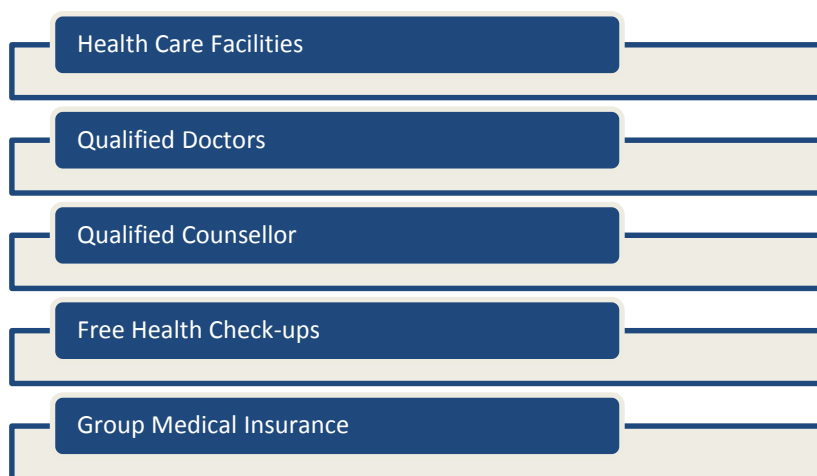 Health Care Facilities
Qualified Doctors
Qualified Counsellor
Free Health Check-ups
Group Medical Insurance